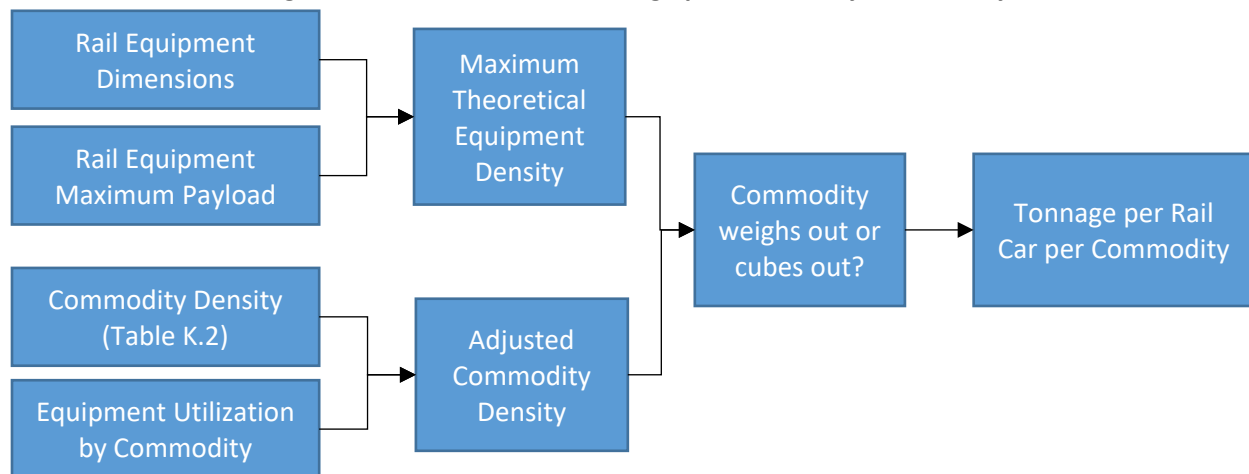 Rail Equipment
Dimensions
Rail Equipment
Maximum Payload
Maximum
Theoretical
Equipment
Density
Commodity Density
(Table K.2)
Equipment Utilization
by Commodity
Adjusted
Commodity
Density
Commodity
weighs out or
cubes out?
Tonnage per Rail
Car per Commodity